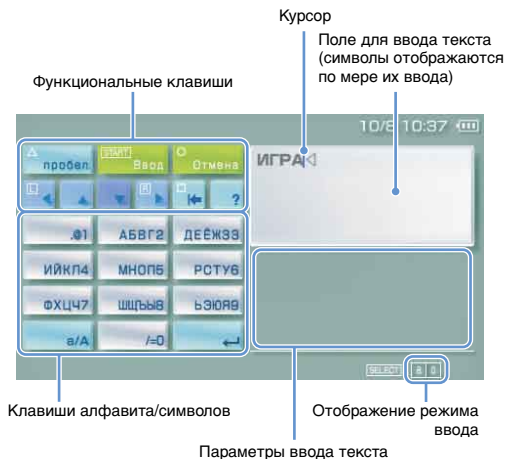 Курсор
Поле для ввода текста
(символы отображаются
по мере их ввода)
Функциональные клавиши
10/8 10:37
пробел
START
Ввод
Отмена
L
R
?
ИГРА
.@1
АБВГ2
ДЕЁЖЗ3
ИЙКЛ4
МНОП5
РСТУ6
ФХЦЧ7
ШЩЪЫ8
ЬЭЮЯ9
a/A
/=0
SELECT
Клавиши алфавита/символов
Отображение режима
ввода
Параметры ввода текста